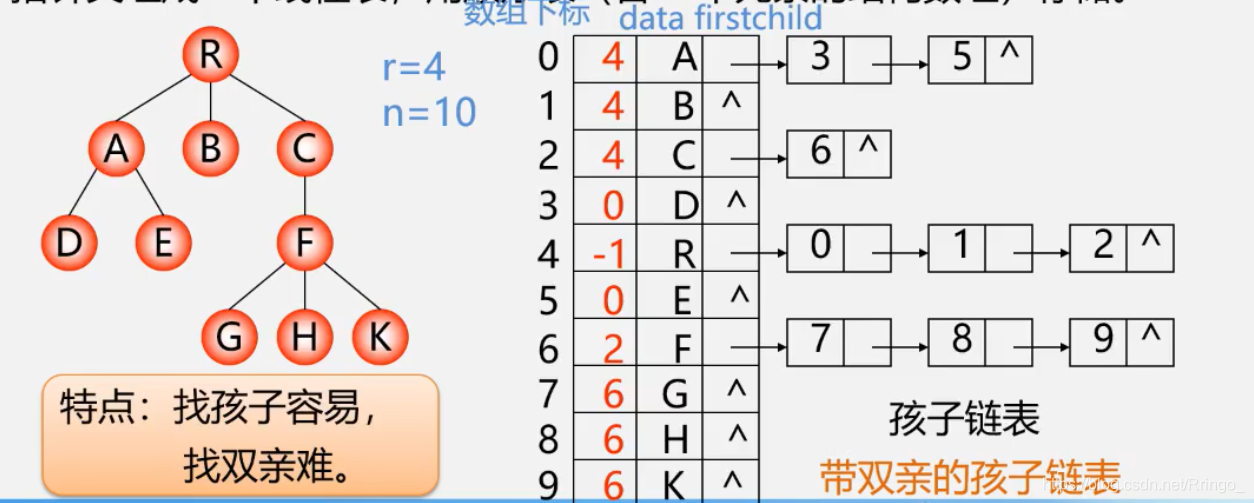 数组下标 data firstchild
R
r=4
n=10
A B C
D E F
G H K
特点：找孩子容易，
找双亲难。
0 4 A 3 5 ^
1 4 B ^
2 4 C 6 ^
3 0 D ^
4 -1 R 0 1 2 ^
5 0 E ^
6 2 F 7 8 9 ^
7 6 G ^
8 6 H ^
9 6 K ^
孩子链表
带双亲的孩子链表
https://blog.csdn.net/Rringo_